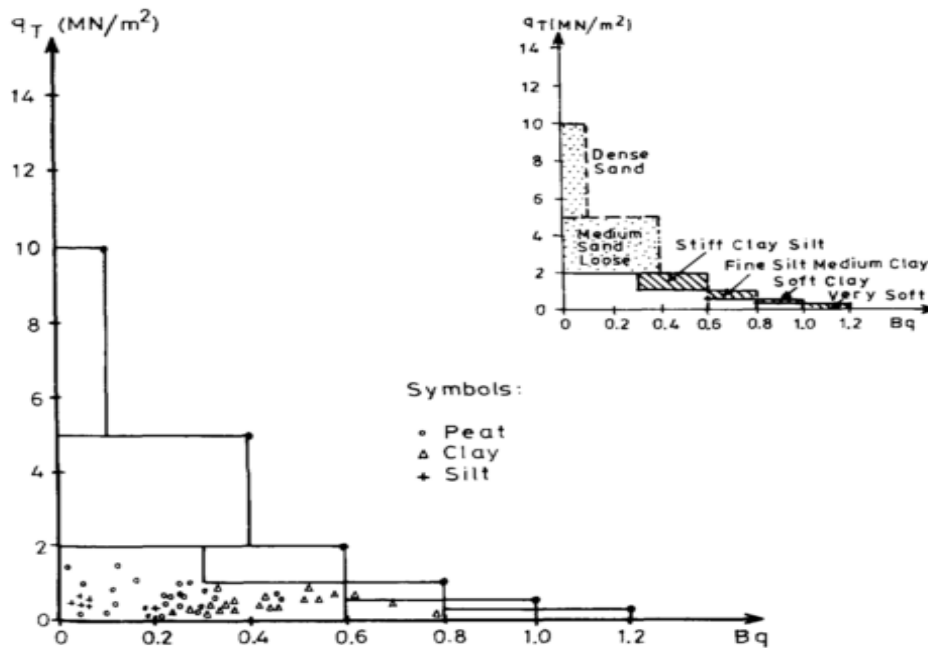 qT (MN/m²)
14
12
10
8
6
4
2
0
0 0.2 0.4 0.6 0.8 1.0 1.2 Bq
Symbols:
Peat
Clay
Silt
qT(MN/m²)
14
12
10
8
6
4
2
0
Dense
Sand
Medium
Sand
Loose
Stiff Clay Silt
Fine Silt Medium Clay
Soft Clay
Very Soft
0 0.2 0.4 0.6 0.8 1.0 1.2 Bq